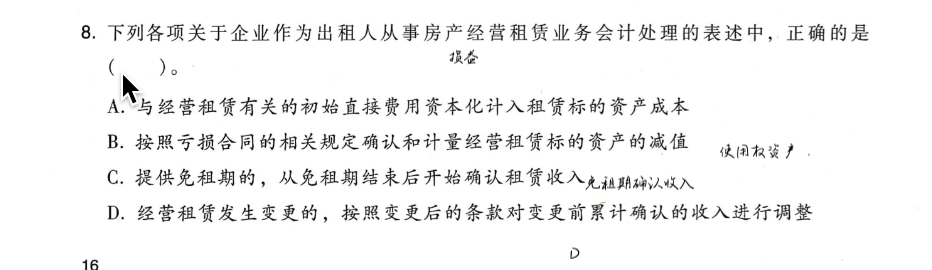 8. 下列各项关于企业作为出租人从事房产经营租赁业务会计处理的表述中，正确的是
（ ）。
损益
A. 与经营租赁有关的初始直接费用资本化计入租赁标的资产成本
B. 按照亏损合同的相关规定确认和计量经营租赁标的资产的减值
使用权资产.
C. 提供免租期的，从免租期结束后开始确认租赁收入 免租期确认收入
D. 经营租赁发生变更的，按照变更后的条款对变更前累计确认的收入进行调整
D
16